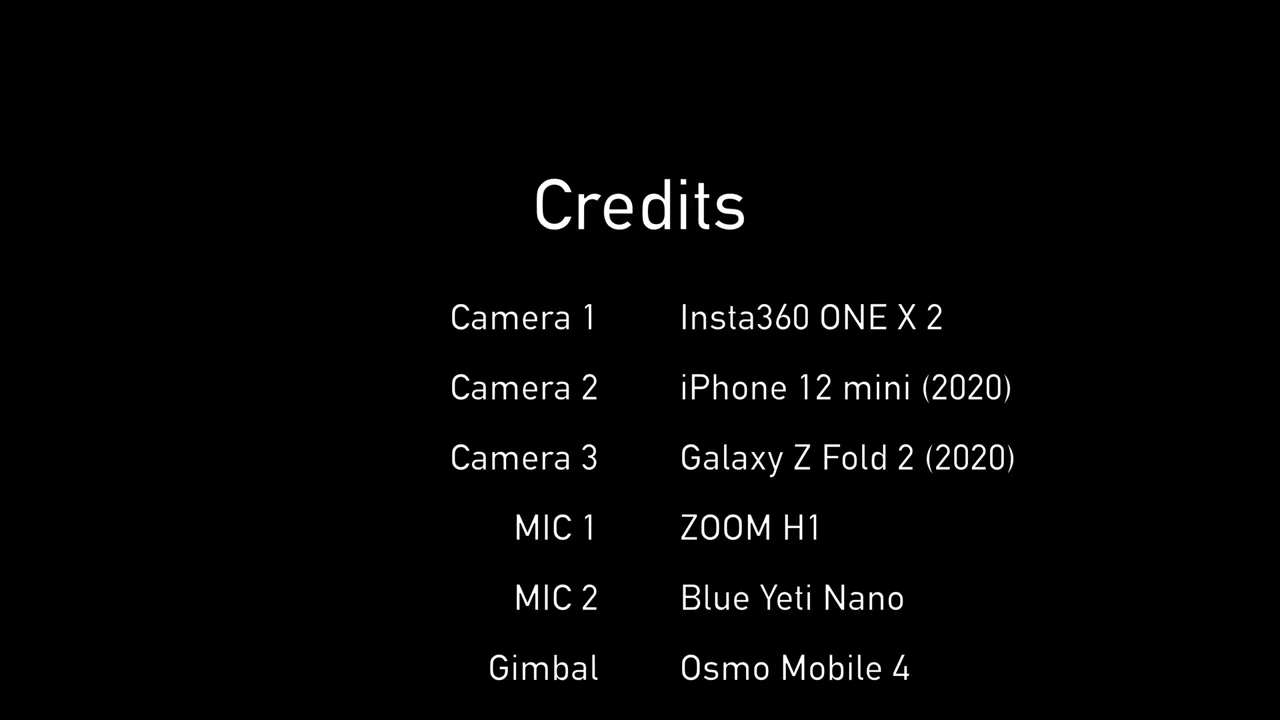 Credits
Camera 1 Insta360 ONE X 2
Camera 2 iPhone 12 mini (2020)
Camera 3 Galaxy Z Fold 2 (2020)
MIC 1 ZOOM H1
MIC 2 Blue Yeti Nano
Gimbal Osmo Mobile 4